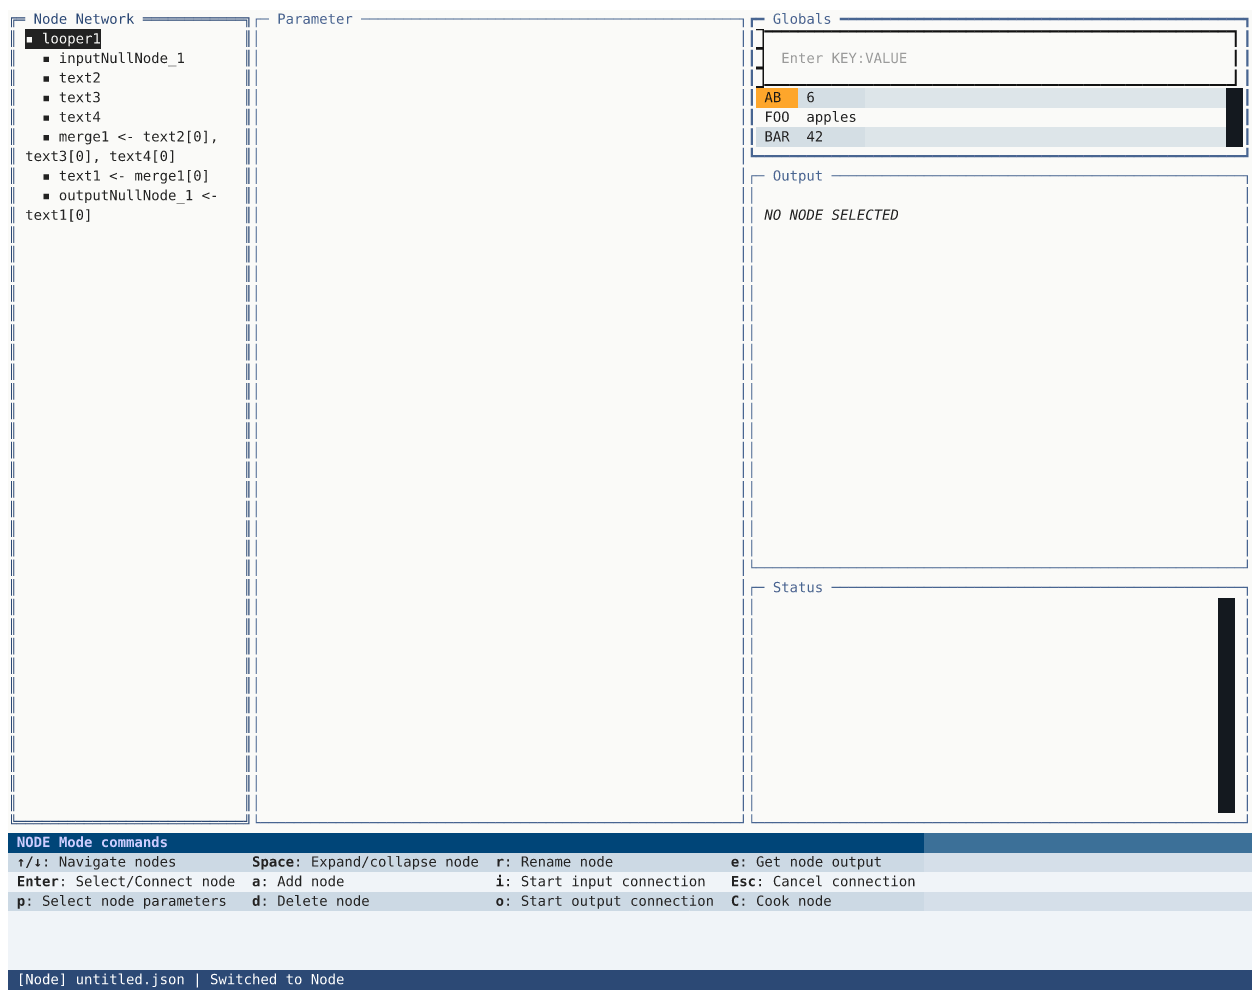 Node Network
▪ looper1
▪ inputNullNode_1
▪ text2
▪ text3
▪ text4
▪ merge1 <- text2[0],
text3[0], text4[0]
▪ text1 <- merge1[0]
▪ outputNullNode_1 <-
text1[0]
Parameter
Globals
Enter KEY:VALUE
AB 6
FOO apples
BAR 42
Output
NO NODE SELECTED
Status
NODE Mode commands
↑/↓: Navigate nodes Space: Expand/collapse node r: Rename node e: Get node output
Enter: Select/Connect node a: Add node i: Start input connection Esc: Cancel connection
p: Select node parameters d: Delete node o: Start output connection C: Cook node
[Node] untitled.json | Switched to Node